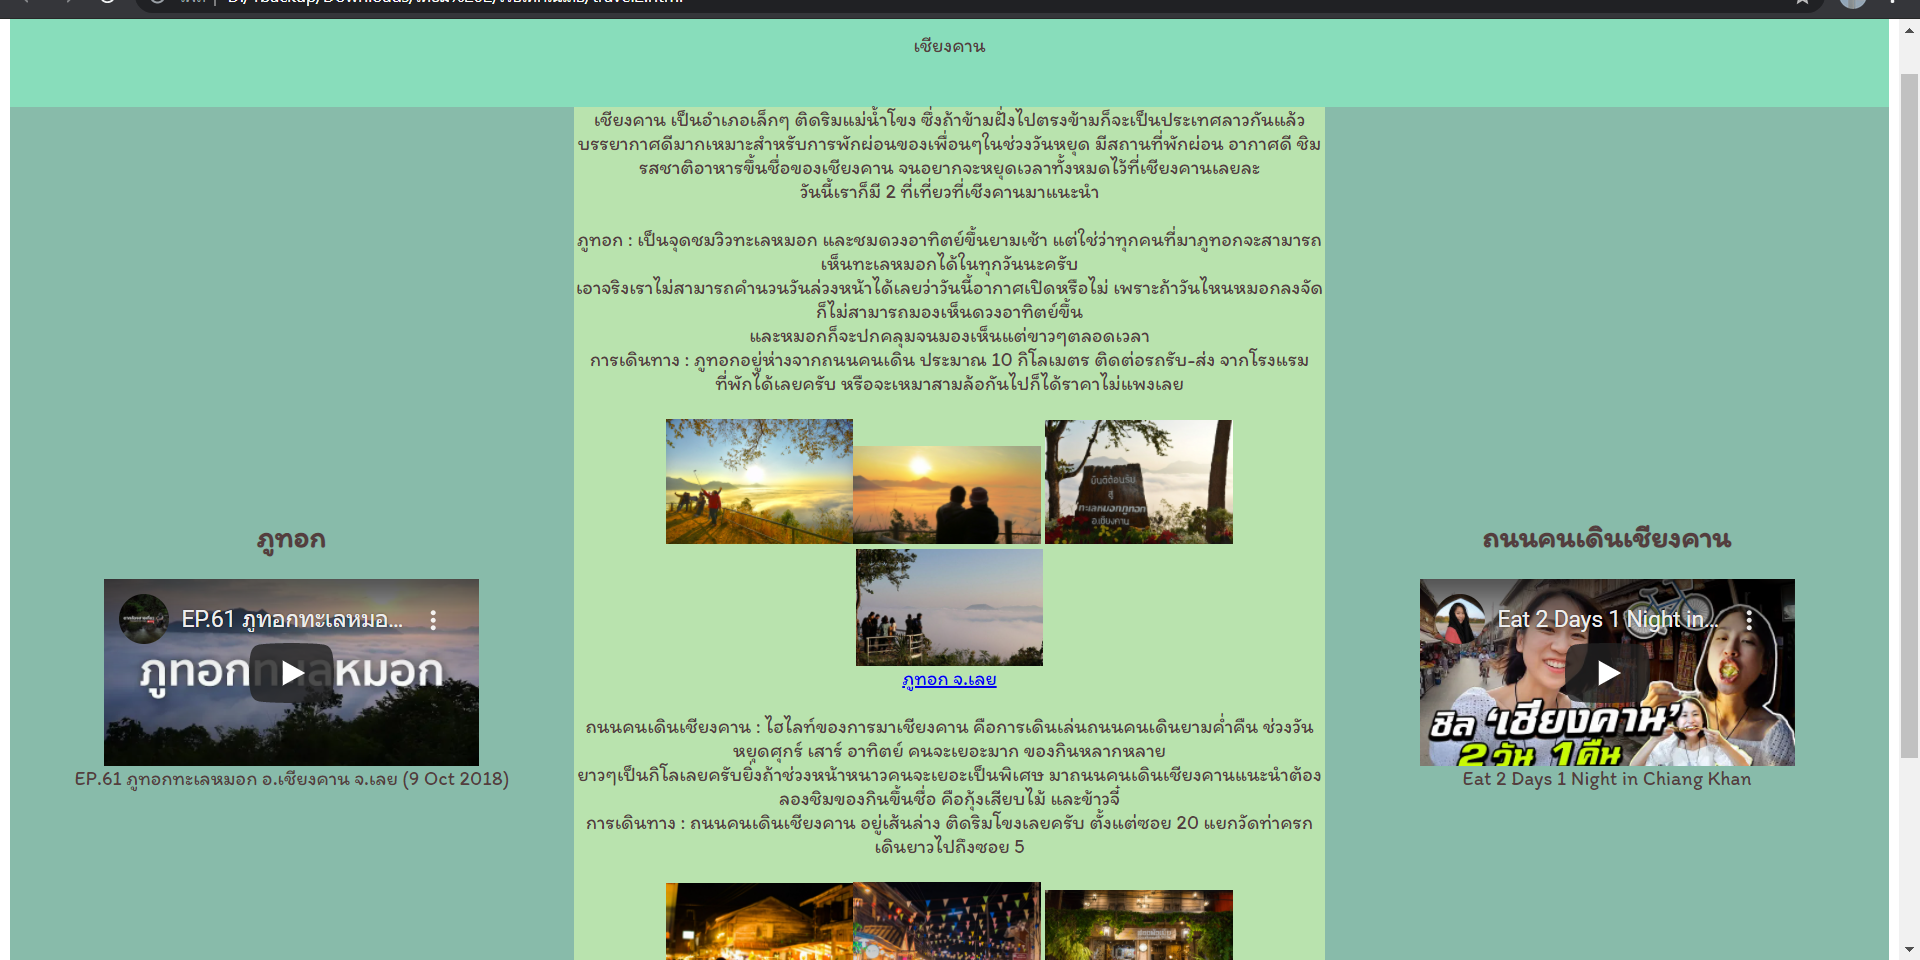 เชียงคาน
เชียงคาน เป็นอำเภอเล็กๆ ติดริมแม่น้ำโขง ซึ่งถ้าข้ามฝั่งไปตรงข้ามก็จะเป็นประเทศลาวกันแล้ว
บรรยากาศดีมากเหมาะสำหรับการพักผ่อนของเพื่อนๆในช่วงวันหยุด มีสถานที่พักผ่อน อากาศดี ชิม
รสชาติอาหารขึ้นชื่อของเชียงคาน จนอยากจะหยุดเวลาทั้งหมดไว้ที่เชียงคานเลยละ
วันนี้เราก็มี 2 ที่เที่ยวที่เชีงคานมาแนะนำ
ภูทอก : เป็นจุดชมวิวทะเลหมอก และชมดวงอาทิตย์ขึ้นยามเช้า แต่ใช่ว่าทุกคนที่มาภูทอกจะสามารถ
เห็นทะเลหมอกได้ในทุกวันนะครับ
เอาจริงเราไม่สามารถคำนวนวันล่วงหน้าได้เลยว่าวันนี้อากาศเปิดหรือไม่ เพราะถ้าวันไหนหมอกลงจัด
ก็ไม่สามารถมองเห็นดวงอาทิตย์ขึ้น
และหมอกก็จะปกคลุมจนมองเห็นแต่ขาวๆตลอดเวลา
การเดินทาง : ภูทอกอยู่ห่างจากถนนคนเดิน ประมาณ 10 กิโลเมตร ติดต่อรถรับ-ส่ง จากโรงแรม
ที่พักได้เลยครับ หรือจะเหมาสามล้อกันไปก็ได้ราคาไม่แพงเลย
ยินดีต้อนรับ
สู่
ทะเลหมอกภูทอก
อ.เชียงคาน
ภูทอก จ.เลย
ถนนคนเดินเชียงคาน : ไฮไลท์ของการมาเชียงคาน คือการเดินเล่นถนนคนเดินยามค่ำคืน ช่วงวัน
หยุดศุกร์ เสาร์ อาทิตย์ คนจะเยอะมาก ของกินหลากหลาย
ยาวๆเป็นกิโลเลยครับยิ่งถ้าช่วงหน้าหนาวคนจะเยอะเป็นพิเศษ มาถนนคนเดินเชียงคานแนะนำต้อง
ลองชิมของกินขึ้นชื่อ คือกุ้งเสียบไม้ และข้าวจี่
การเดินทาง : ถนนคนเดินเชียงคาน อยู่เส้นล่าง ติดริมโขงเลยครับ ตั้งแต่ซอย 20 แยกวัดท่าครก
เดินยาวไปถึงซอย 5
ภูทอก
EP.61 ภูทอกทะเลหมอ...
ภูทอกทะเลหมอก
EP.61 ภูทอกทะเลหมอก อ.เชียงคาน จ.เลย (9 Oct 2018)
ถนนคนเดินเชียงคาน
Eat 2 Days 1 Night in...
ชิล 'เชียงคาน'
2 วัน 1 คืน
Eat 2 Days 1 Night in Chiang Khan